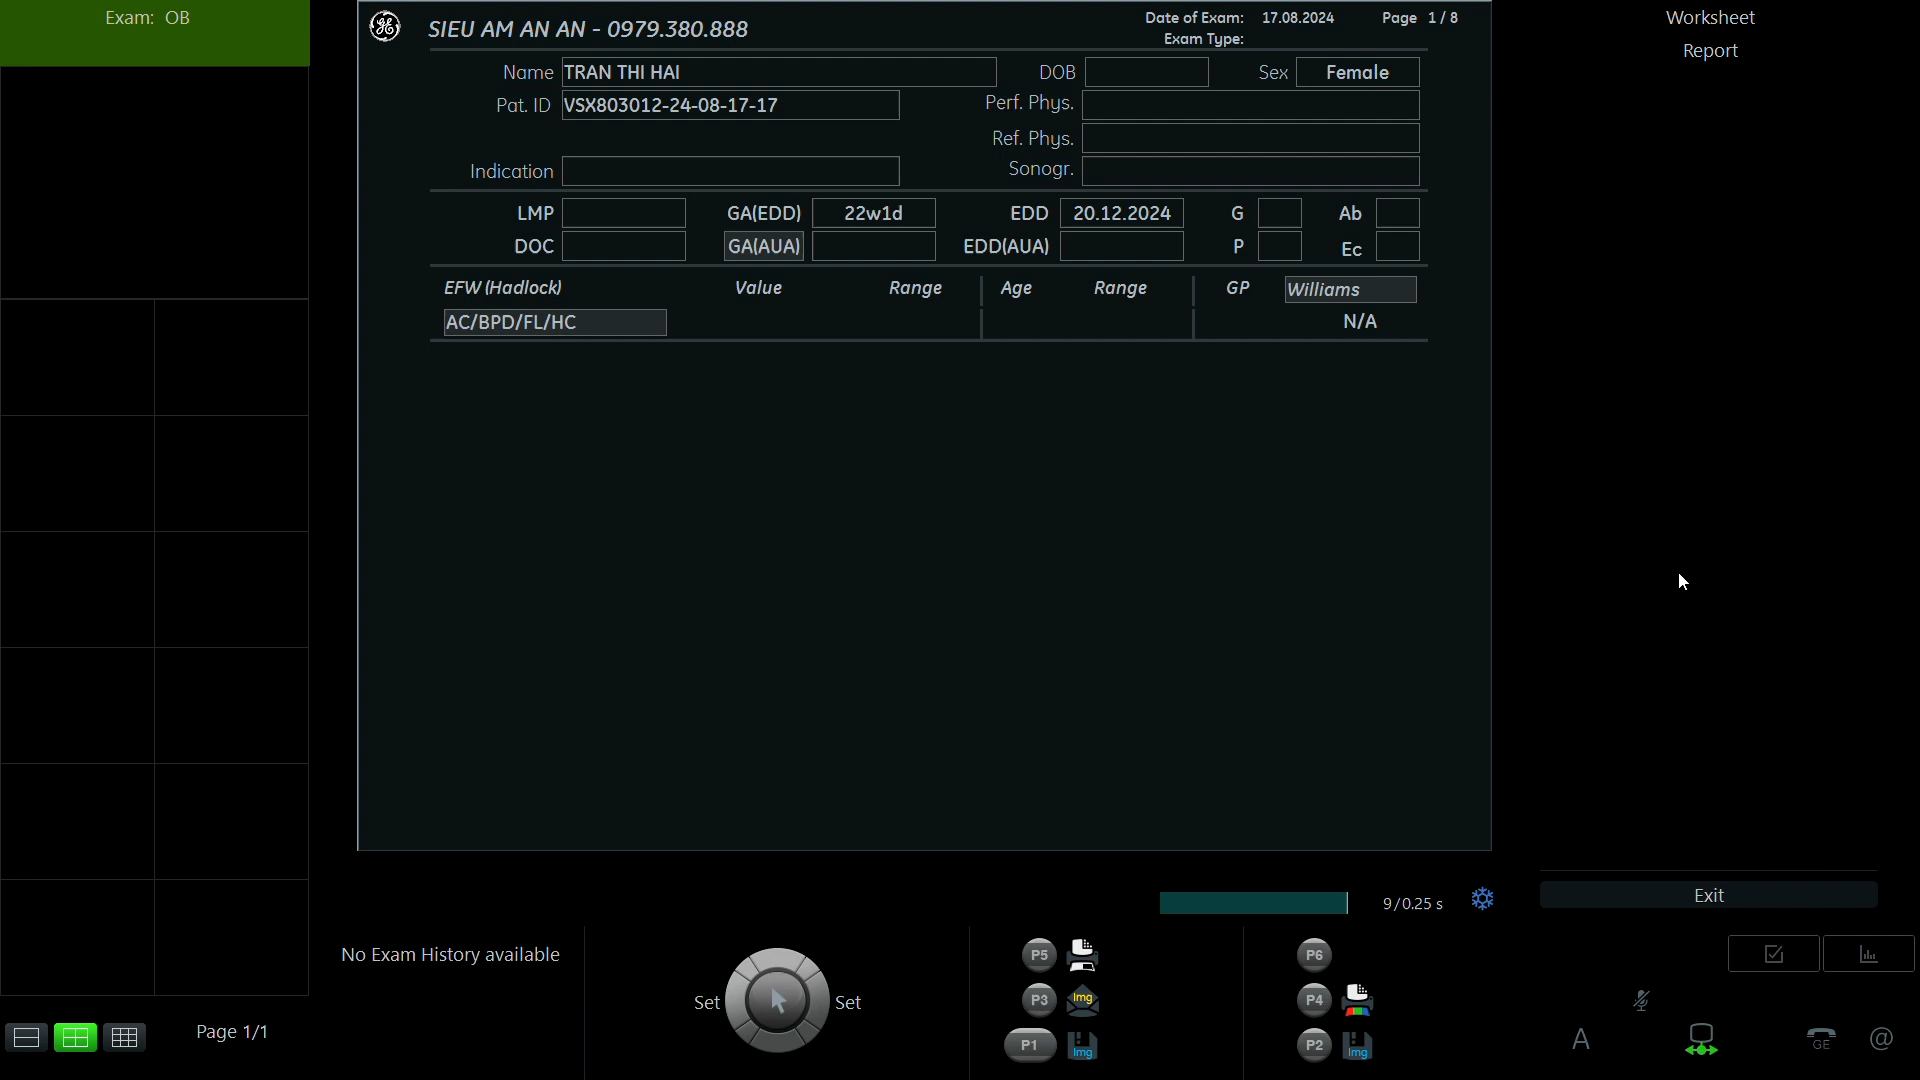 Exam: OB
SIEU AM AN AN - 0979.380.888
Date of Exam: 17.08.2024 Page 1 / 8
Exam Type:
Name TRAN THI HAI DOB Sex Female
Pat. ID VSX803012-24-08-17-17 Perf. Phys.
Ref. Phys.
Indication Sonogr.
LMP GA(EDD) 22w1d EDD 20.12.2024 G Ab
DOC GA(AUA) EDD(AUA) P Ec
EFW (Hadlock) Value Range Age Range GP Williams
AC/BPD/FL/HC N/A
Worksheet
Report
9/0.25 s
Exit
No Exam History available
Set Set
P5 P6
P3 Img P4
P1 Img P2 Img
Page 1/1
A GE @